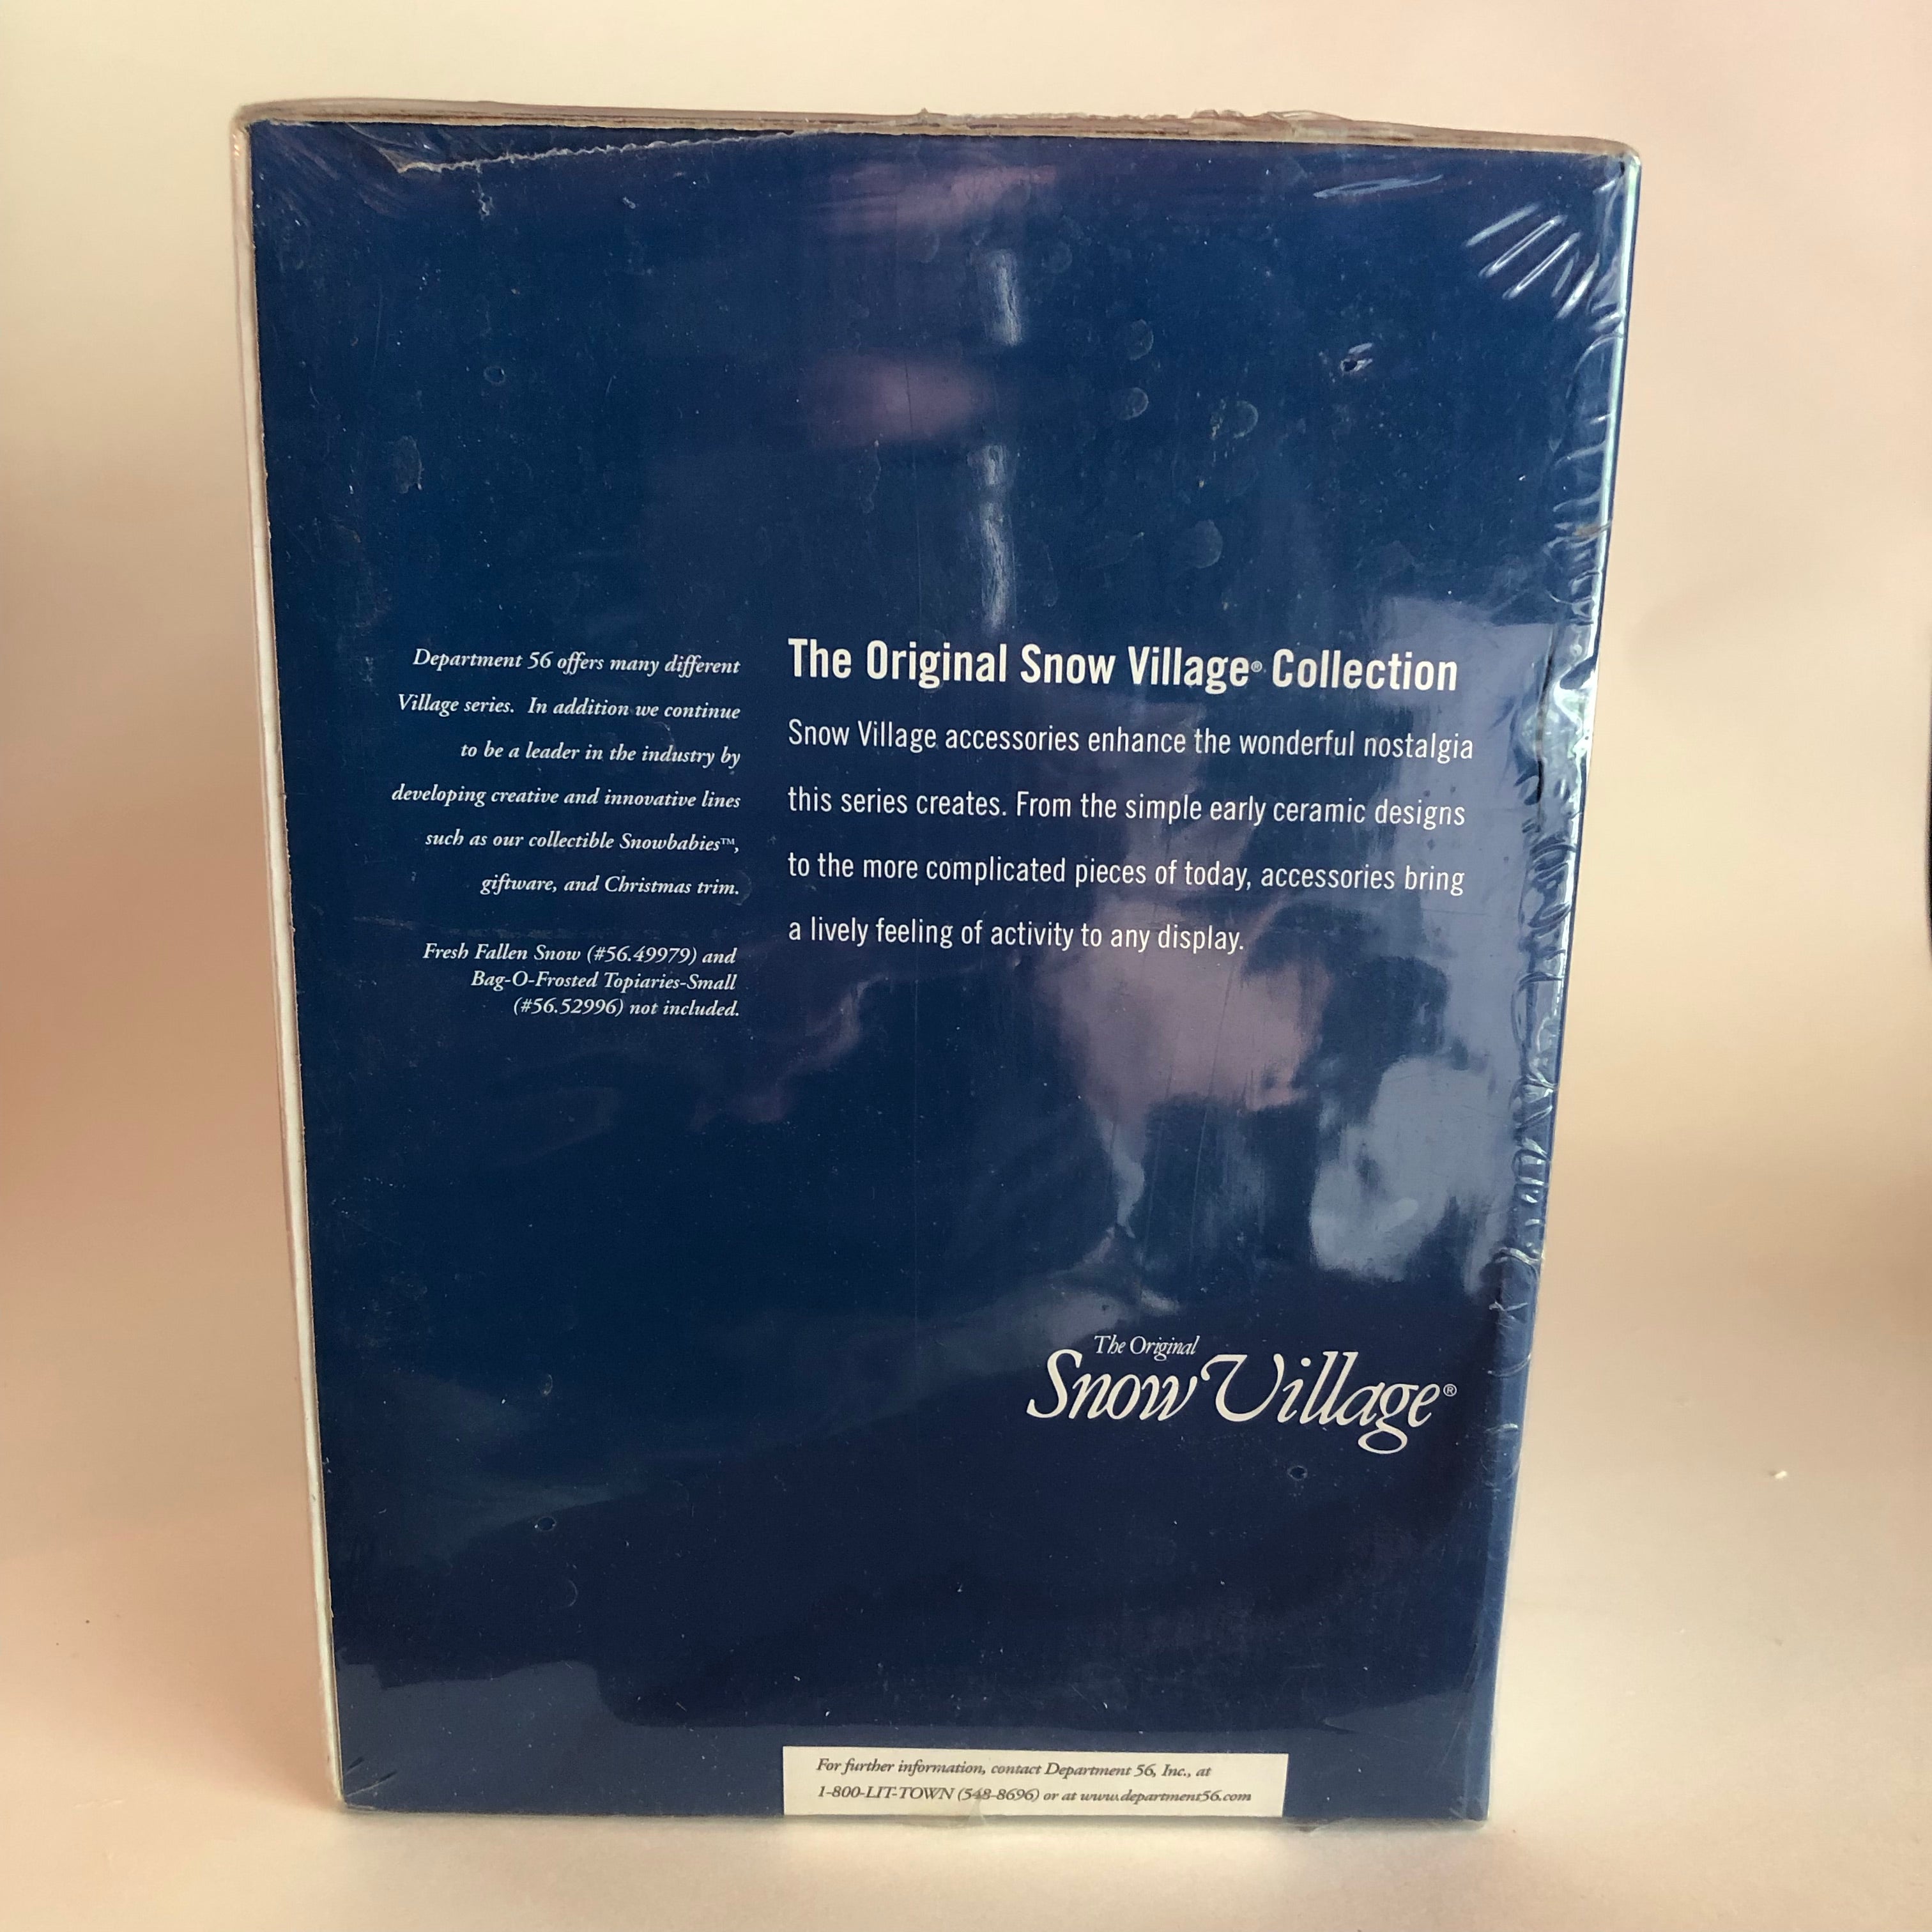 Department 56 offers many different
Village series. In addition we continue
to be a leader in the industry by
developing creative and innovative lines
such as our collectible Snowbabies™,
giftware, and Christmas trim.
Fresh Fallen Snow (#56.49979) and
Bag-O-Frosted Topiaries-Small
(#56.52996) not included.
The Original Snow Village® Collection
Snow Village accessories enhance the wonderful nostalgia
this series creates. From the simple early ceramic designs
to the more complicated pieces of today, accessories bring
a lively feeling of activity to any display.
The Original
Snow Village®
For further information, contact Department 56, Inc., at
1-800-LIT-TOWN (548-8696) or at www.department56.com